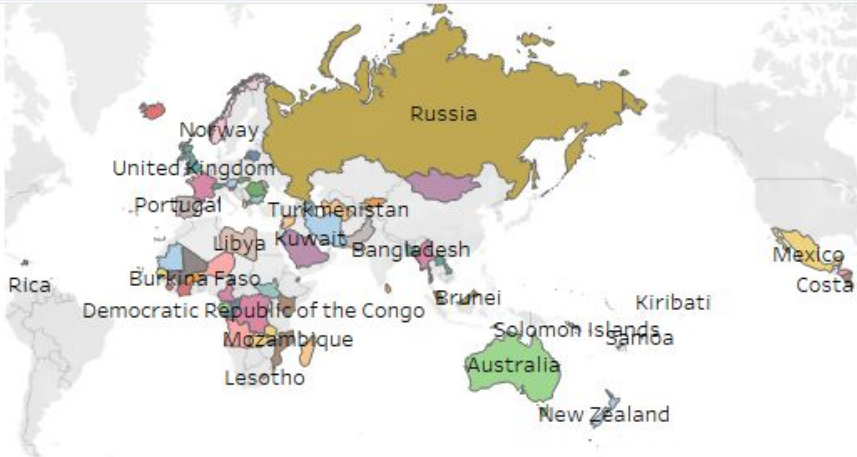 Russia
Norway
United Kingdom
Portugal
Turkmenistan
Libya
Kuwait
Bangladesh
Mexico
Rica
Burkina Faso
Costa
Brunei
Kiribati
Democratic Republic of the Congo
Solomon Islands
Samoa
Mozambique
Australia
Lesotho
New Zealand